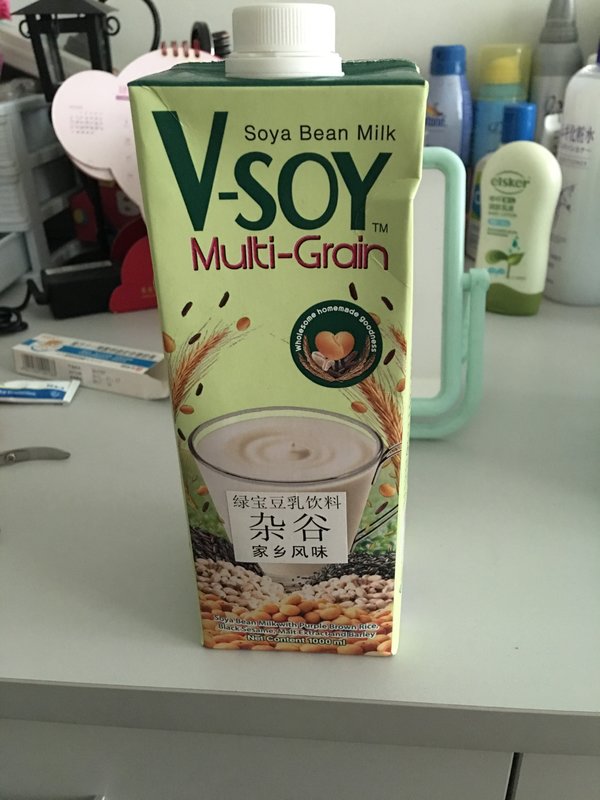 Soya Bean Milk
V-SOY™
Multi-Grain
Wholesome homemade goodness
绿宝豆乳饮料
杂谷
家乡风味
Soya Bean Milk with Purple Brown Rice,
Black Sesame, Malt Extract and Barley
Net Content 1000 ml
elsker